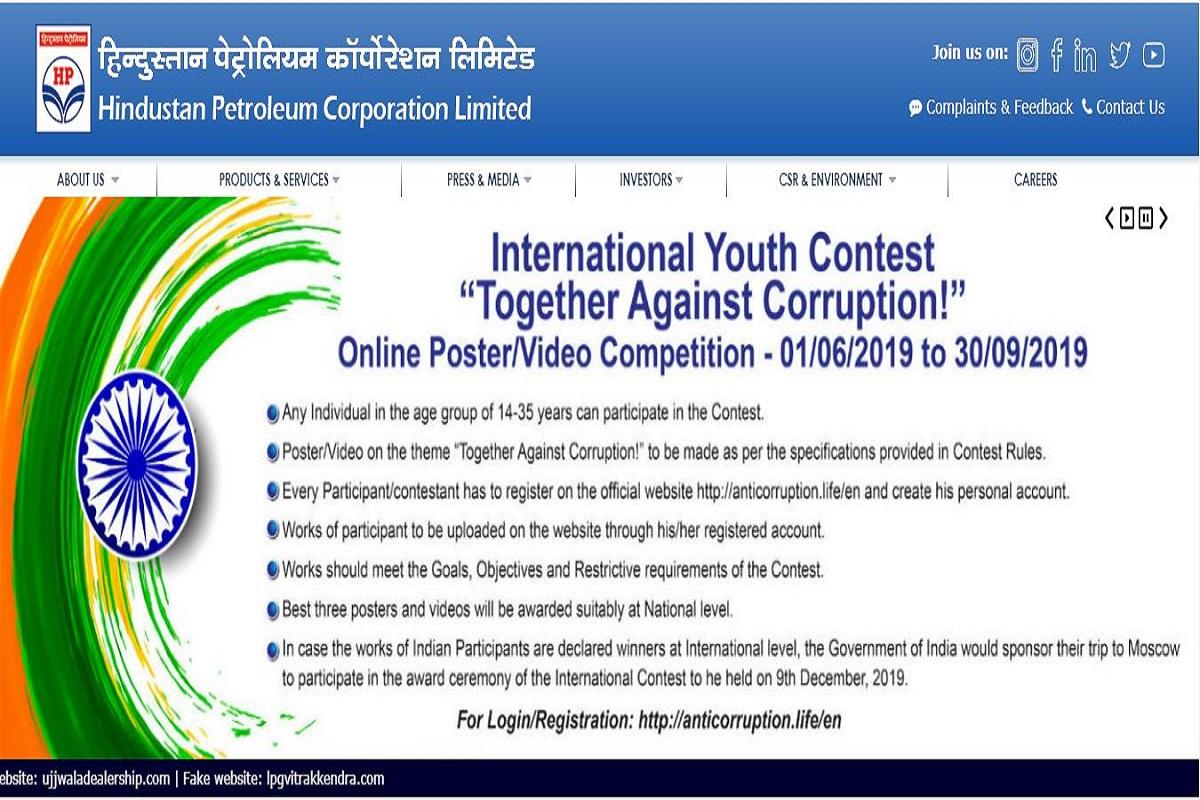 हिन्दुस्तान पेट्रोलियम
HP
हिन्दुस्तान पेट्रोलियम कॉर्पोरेशन लिमिटेड
Hindustan Petroleum Corporation Limited
Join us on:
Complaints & Feedback Contact Us
ABOUT US PRODUCTS & SERVICES PRESS & MEDIA INVESTORS CSR & ENVIRONMENT CAREERS
International Youth Contest
“Together Against Corruption!”
Online Poster/Video Competition - 01/06/2019 to 30/09/2019
Any Individual in the age group of 14-35 years can participate in the Contest.
Poster/Video on the theme “Together Against Corruption!” to be made as per the specifications provided in Contest Rules.
Every Participant/contestant has to register on the official website http://anticorruption.life/en and create his personal account.
Works of participant to be uploaded on the website through his/her registered account.
Works should meet the Goals, Objectives and Restrictive requirements of the Contest.
Best three posters and videos will be awarded suitably at National level.
In case the works of Indian Participants are declared winners at International level, the Government of India would sponsor their trip to Moscow
to participate in the award ceremony of the International Contest to he held on 9th December, 2019.
For Login/Registration: http://anticorruption.life/en
ebsite: ujjwaladealership.com | Fake website: lpgvitrakkendra.com